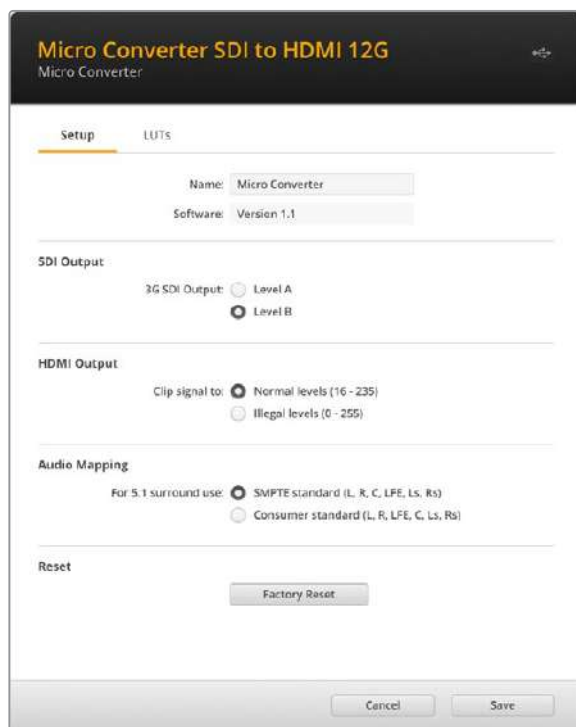 Micro Converter SDI to HDMI 12G
Micro Converter
Setup LUTs
Name: Micro Converter
Software: Version 1.1
SDI Output
3G SDI Output: Level A
Level B
HDMI Output
Clip signal to: Normal levels (16 - 235)
Illegal levels (0 - 255)
Audio Mapping
For 5.1 surround use: SMPTE standard (L, R, C, LFE, Ls, Rs)
Consumer standard (L, R, LFE, C, Ls, Rs)
Reset
Factory Reset
Cancel Save